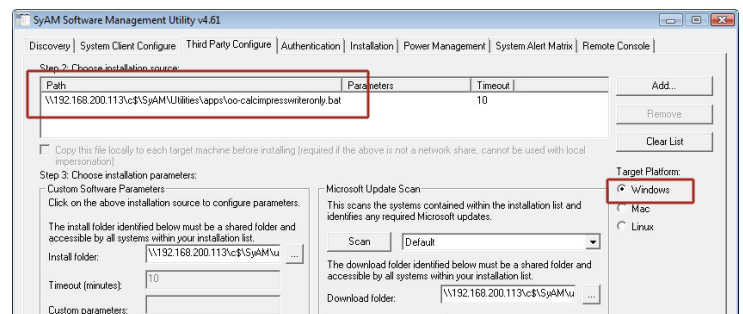 SyAM Software Management Utility v4.61
Discovery System Client Configure Third Party Configure Authentication Installation Power Management System Alert Matrix Remote Console
Step 2: Choose installation source:
Path Parameters Timeout
\\192.168.200.113\c$\SyAM\Utilities\apps\oo-calcimpresswriteronly.bat 10
Add...
Remove
Clear List
Copy this file locally to each target machine before installing (required if the above is not a network share, cannot be used with local
impersonation)
Step 3: Choose installation parameters:
Target Platform:
Windows
Mac
Linux
Custom Software Parameters
Click on the above installation source to configure parameters.
The install folder identified below must be a shared folder and
accessible by all systems within your installation list.
Install folder: \\192.168.200.113\c$\SyAM\u ...
Timeout (minutes): 10
Custom parameters:
Microsoft Update Scan
This scans the systems contained within the installation list and
identifies any required Microsoft updates.
Scan Default
The download folder identified below must be a shared folder and
accessible by all systems within your installation list.
Download folder: \\192.168.200.113\c$\SyAM\u ...